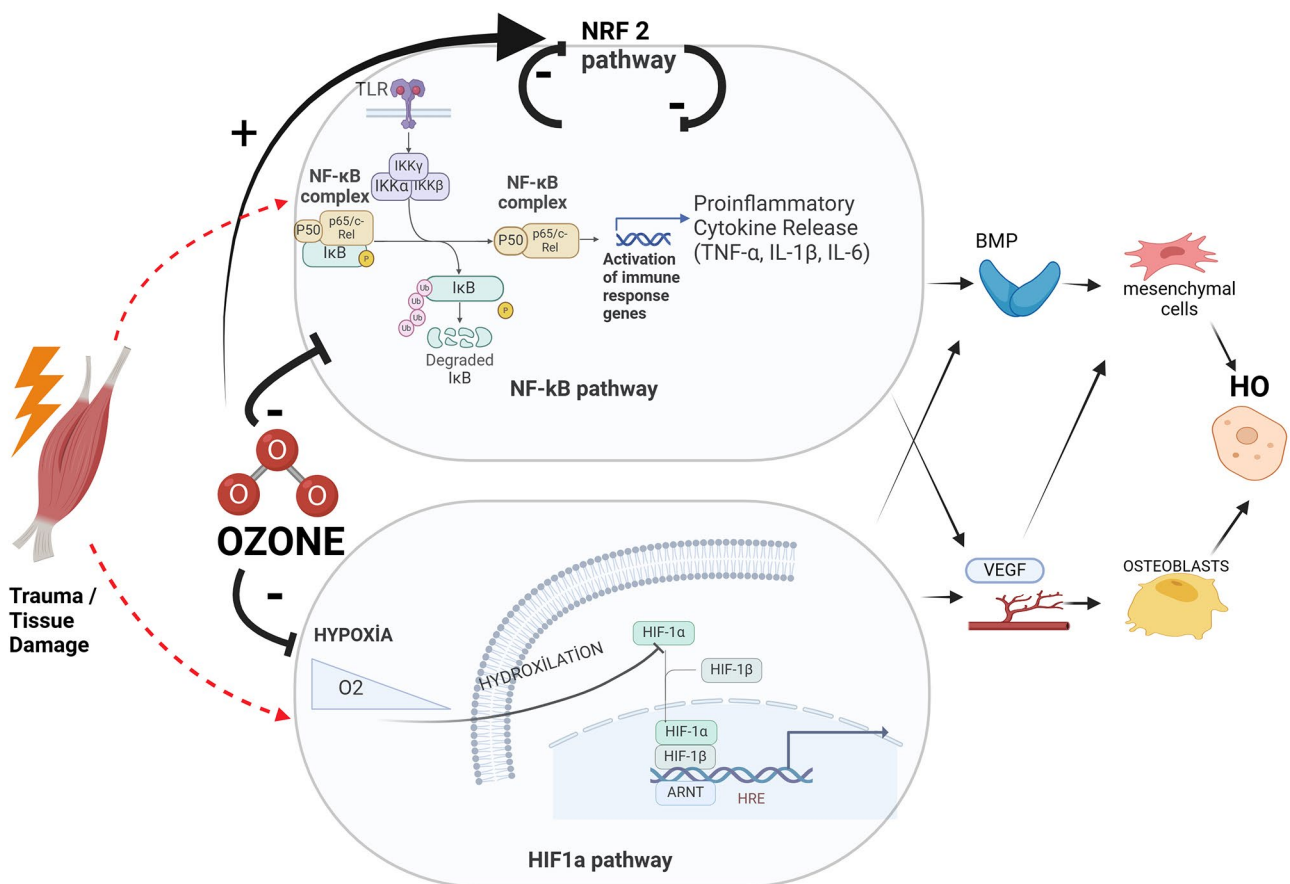 NRF 2
pathway
-
-
+
TLR
IKKγ
IKKα
IKKβ
NF-κB
complex
P50
p65/c-
Rel
IκB
P
NF-κB
complex
P50
p65/c-
Rel
Activation
of immune
response
genes
Proinflammatory
Cytokine Release
(TNF-α, IL-1β, IL-6)
Ub
Ub
Ub
IκB
P
Degraded
IκB
NF-kB pathway
-
O
O
O
OZONE
-
Trauma /
Tissue
Damage
HYPOXİA
O2
HYDROXİLATİON
HIF-1α
HIF-1β
HIF-1α
HIF-1β
ARNT
HRE
HIF1a pathway
BMP
mesenchymal
cells
HO
VEGF
OSTEOBLASTS